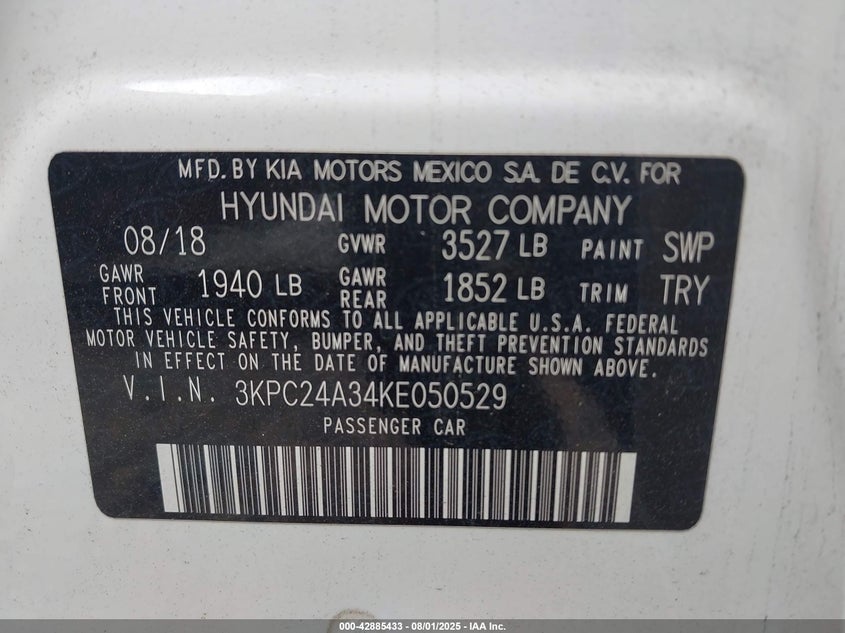 MFD. BY KIA MOTORS MEXICO S.A. DE C.V. FOR
HYUNDAI MOTOR COMPANY
08/18 GVWR 3527 LB PAINT SWP
GAWR FRONT 1940 LB GAWR REAR 1852 LB TRIM TRY
THIS VEHICLE CONFORMS TO ALL APPLICABLE U.S.A. FEDERAL
MOTOR VEHICLE SAFETY, BUMPER, AND THEFT PREVENTION STANDARDS
IN EFFECT ON THE DATE OF MANUFACTURE SHOWN ABOVE.
V.I.N. 3KPC24A34KE050529
PASSENGER CAR
000-42885433 - 08/01/2025 - IAA Inc.